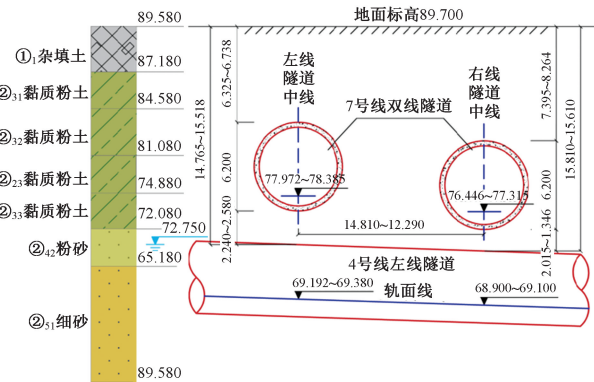 89.580
地面标高89.700
①₁杂填土
87.180
②₃₁黏质粉土
84.580
②₃₂黏质粉土
81.080
②₂₃黏质粉土
74.880
②₃₃黏质粉土
72.080
72.750
②₄₂粉砂
65.180
②₅₁细砂
89.580
14.765~15.518
6.325~6.738
6.200
2.240~2.580
左线
隧道
中线
7号线双线隧道
右线
隧道
中线
7.395~8.264
15.810~15.610
6.200
2.015~1.346
77.972~78.385
76.446~77.315
14.810~12.290
4号线左线隧道
69.192~69.380
轨面线
68.900~69.100